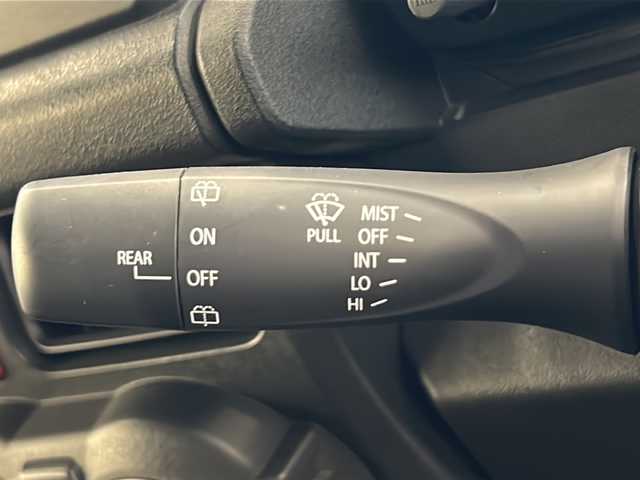 REAR
ON
OFF
PULL
MIST
OFF
INT
LO
HI